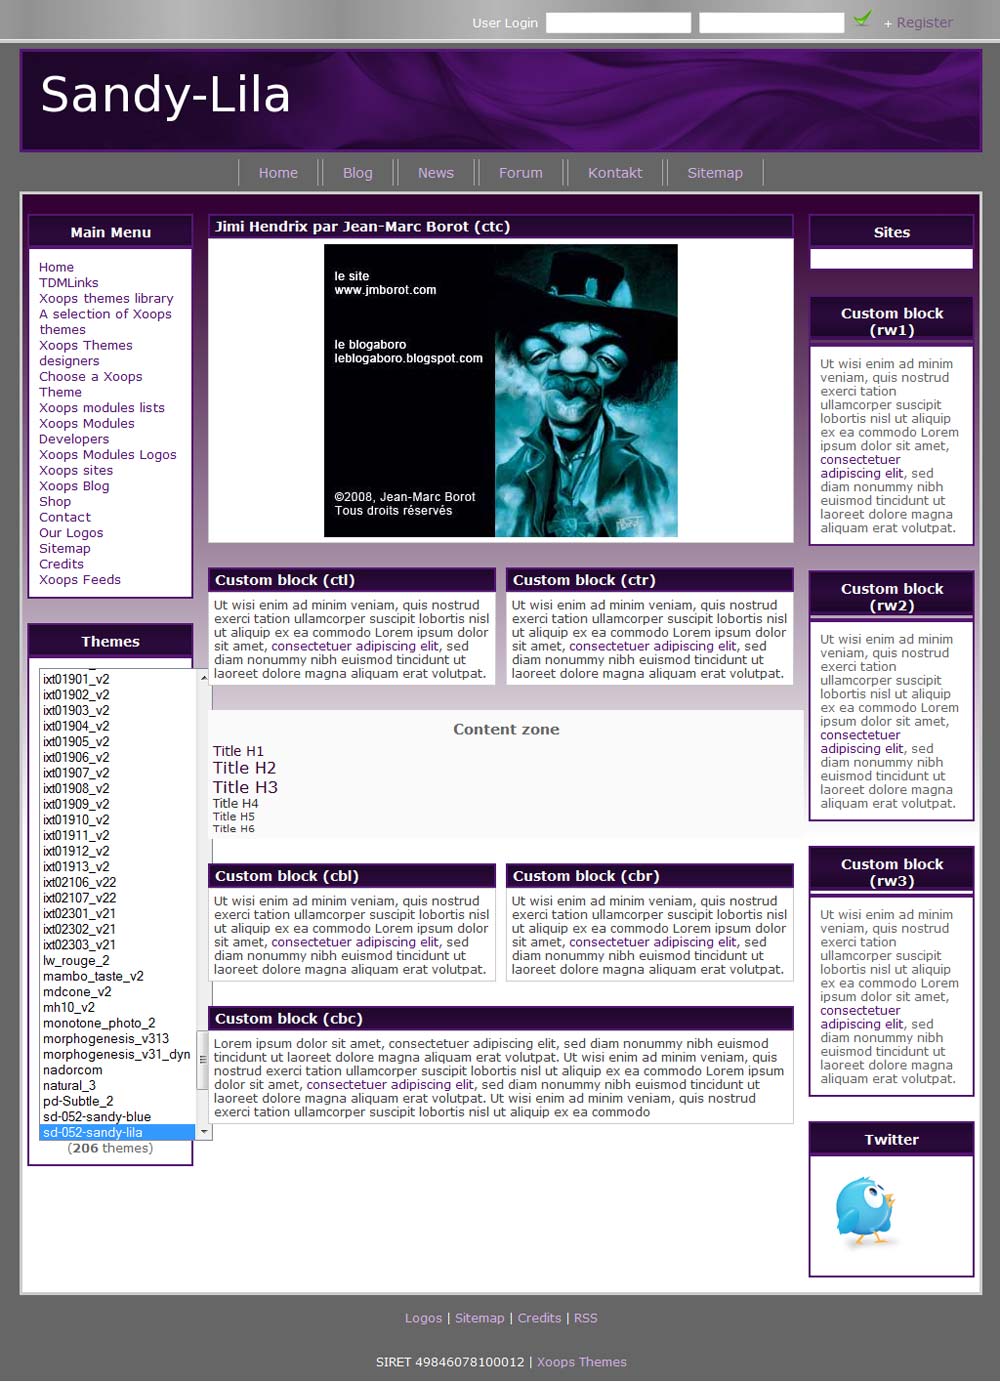 User Login
+ Register
Sandy-Lila
Home
Blog
News
Forum
Kontakt
Sitemap
Main Menu
Home
TDMLinks
Xoops themes library
A selection of Xoops
themes
Xoops Themes
designers
Choose a Xoops
Theme
Xoops modules lists
Xoops Modules
Developers
Xoops Modules Logos
Xoops sites
Xoops Blog
Shop
Contact
Our Logos
Sitemap
Credits
Xoops Feeds
Themes
ixt01901_v2
ixt01902_v2
ixt01903_v2
ixt01904_v2
ixt01905_v2
ixt01906_v2
ixt01907_v2
ixt01908_v2
ixt01909_v2
ixt01910_v2
ixt01911_v2
ixt01912_v2
ixt01913_v2
ixt02106_v22
ixt02107_v22
ixt02301_v21
ixt02302_v21
ixt02303_v21
lw_rouge_2
mambo_taste_v2
mdcone_v2
mh10_v2
monotone_photo_2
morphogenesis_v313
morphogenesis_v31_dyn
nadorcom
natural_3
pd-Subtle_2
sd-052-sandy-blue
sd-052-sandy-lila
(206 themes)
Jimi Hendrix par Jean-Marc Borot (ctc)
le site
www.jmborot.com
le blogaboro
leblogaboro.blogspot.com
©2008, Jean-Marc Borot
Tous droits réservés
Custom block (ctl)
Ut wisi enim ad minim veniam, quis nostrud
exerci tation ullamcorper suscipit lobortis nisl
ut aliquip ex ea commodo Lorem ipsum dolor
sit amet, consectetuer adipiscing elit, sed
diam nonummy nibh euismod tincidunt ut
laoreet dolore magna aliquam erat volutpat.
Custom block (ctr)
Ut wisi enim ad minim veniam, quis nostrud
exerci tation ullamcorper suscipit lobortis nisl
ut aliquip ex ea commodo Lorem ipsum dolor
sit amet, consectetuer adipiscing elit, sed
diam nonummy nibh euismod tincidunt ut
laoreet dolore magna aliquam erat volutpat.
Content zone
Title H1
Title H2
Title H3
Title H4
Title H5
Title H6
Custom block (cbl)
Ut wisi enim ad minim veniam, quis nostrud
exerci tation ullamcorper suscipit lobortis nisl
ut aliquip ex ea commodo Lorem ipsum dolor
sit amet, consectetuer adipiscing elit, sed
diam nonummy nibh euismod tincidunt ut
laoreet dolore magna aliquam erat volutpat.
Custom block (cbr)
Ut wisi enim ad minim veniam, quis nostrud
exerci tation ullamcorper suscipit lobortis nisl
ut aliquip ex ea commodo Lorem ipsum dolor
sit amet, consectetuer adipiscing elit, sed
diam nonummy nibh euismod tincidunt ut
laoreet dolore magna aliquam erat volutpat.
Custom block (cbc)
Lorem ipsum dolor sit amet, consectetuer adipiscing elit, sed diam nonummy nibh euismod
tincidunt ut laoreet dolore magna aliquam erat volutpat. Ut wisi enim ad minim veniam, quis
nostrud exerci tation ullamcorper suscipit lobortis nisl ut aliquip ex ea commodo Lorem ipsum
dolor sit amet, consectetuer adipiscing elit, sed diam nonummy nibh euismod tincidunt ut
laoreet dolore magna aliquam erat volutpat. Ut wisi enim ad minim veniam, quis nostrud
exerci tation ullamcorper suscipit lobortis nisl ut aliquip ex ea commodo
Sites
Custom block
(rw1)
Ut wisi enim ad minim
veniam, quis nostrud
exerci tation
ullamcorper suscipit
lobortis nisl ut aliquip
ex ea commodo Lorem
ipsum dolor sit amet,
consectetuer
adipiscing elit, sed
diam nonummy nibh
euismod tincidunt ut
laoreet dolore magna
aliquam erat volutpat.
Custom block
(rw2)
Ut wisi enim ad minim
veniam, quis nostrud
exerci tation
ullamcorper suscipit
lobortis nisl ut aliquip
ex ea commodo Lorem
ipsum dolor sit amet,
consectetuer
adipiscing elit, sed
diam nonummy nibh
euismod tincidunt ut
laoreet dolore magna
aliquam erat volutpat.
Custom block
(rw3)
Ut wisi enim ad minim
veniam, quis nostrud
exerci tation
ullamcorper suscipit
lobortis nisl ut aliquip
ex ea commodo Lorem
ipsum dolor sit amet,
consectetuer
adipiscing elit, sed
diam nonummy nibh
euismod tincidunt ut
laoreet dolore magna
aliquam erat volutpat.
Twitter
Logos | Sitemap | Credits | RSS
SIRET 49846078100012 | Xoops Themes